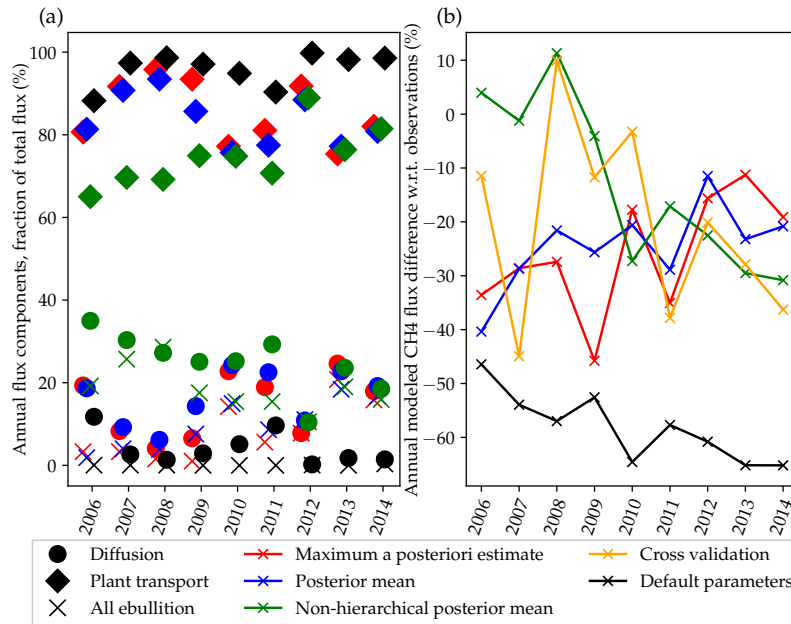 (a)
(b)
Annual flux components, fraction of total flux (%)
100
80
60
40
20
0
2006
2007
2008
2009
2010
2011
2012
2013
2014
Annual modeled CH4 flux difference w.r.t. observations (%)
10
0
−10
−20
−30
−40
−50
−60
2006
2007
2008
2009
2010
2011
2012
2013
2014
Diffusion
Plant transport
All ebullition
Maximum a posteriori estimate
Posterior mean
Non-hierarchical posterior mean
Cross validation
Default parameters